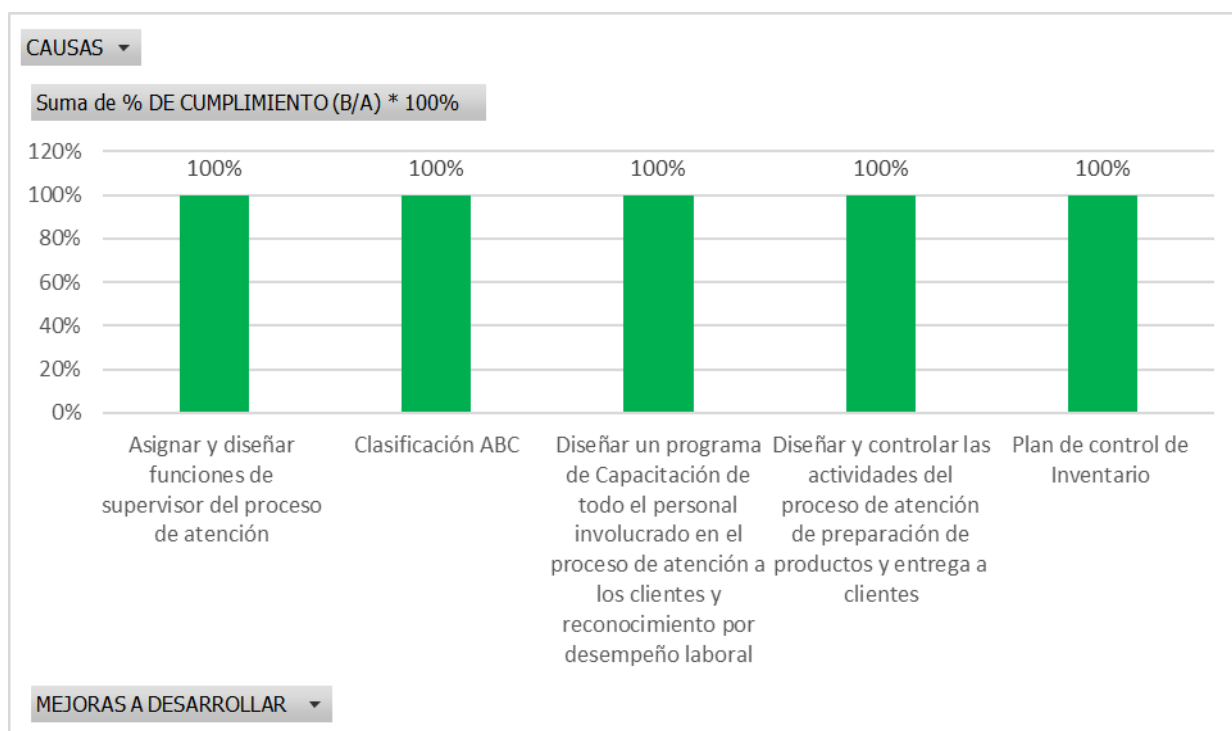 CAUSAS
Suma de % DE CUMPLIMIENTO (B/A) * 100%
120%
100%
80%
60%
40%
20%
0%
100%
100%
100%
100%
100%
Asignar y diseñar
funciones de
supervisor del proceso
de atención
Clasificación ABC
Diseñar un programa
de Capacitación de
todo el personal
involucrado en el
proceso de atención a
los clientes y
reconocimiento por
desempeño laboral
Diseñar y controlar las
actividades del
proceso de atención
de preparación de
productos y entrega a
clientes
Plan de control de
Inventario
MEJORAS A DESARROLLAR